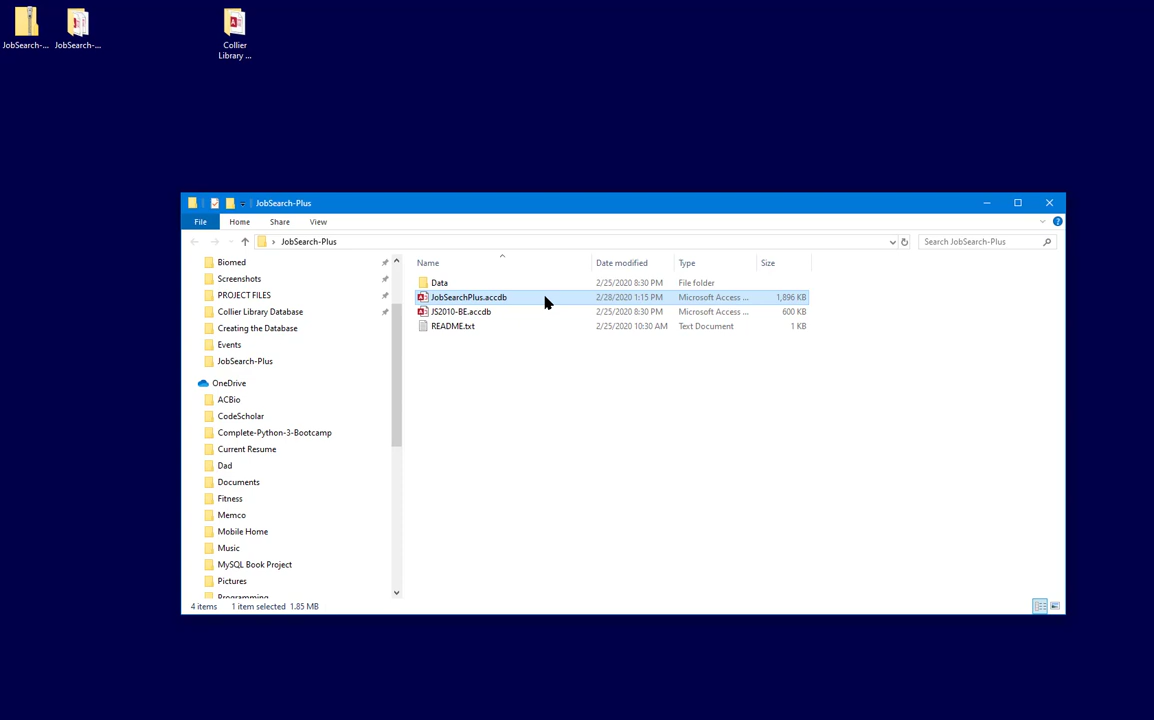 JobSearch-...
JobSearch-...
Collier
Library ...
JobSearch-Plus
File Home Share View
JobSearch-Plus
Search JobSearch-Plus
Name Date modified Type Size
Biomed
Screenshots
PROJECT FILES
Collier Library Database
Creating the Database
Events
JobSearch-Plus
OneDrive
ACBio
CodeScholar
Complete-Python-3-Bootcamp
Current Resume
Dad
Documents
Fitness
Memco
Mobile Home
Music
MySQL Book Project
Pictures
Programming
Data 2/25/2020 8:30 PM File folder
JobSearchPlus.accdb 2/28/2020 1:15 PM Microsoft Access ... 1,896 KB
JS2010-BE.accdb 2/25/2020 8:30 PM Microsoft Access ... 600 KB
README.txt 2/25/2020 10:30 AM Text Document 1 KB
4 items 1 item selected 1.85 MB